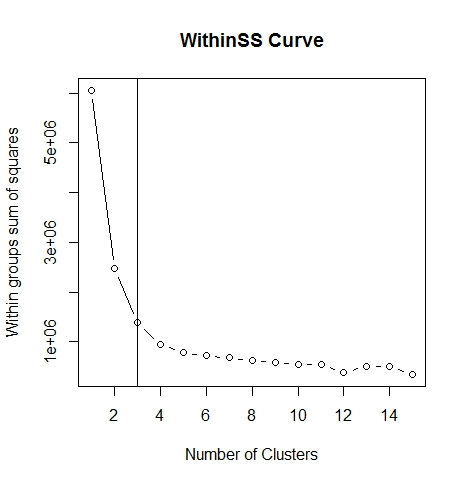 WithinSS Curve
Within groups sum of squares
5e+06
3e+06
1e+06
2 4 6 8 10 12 14
Number of Clusters